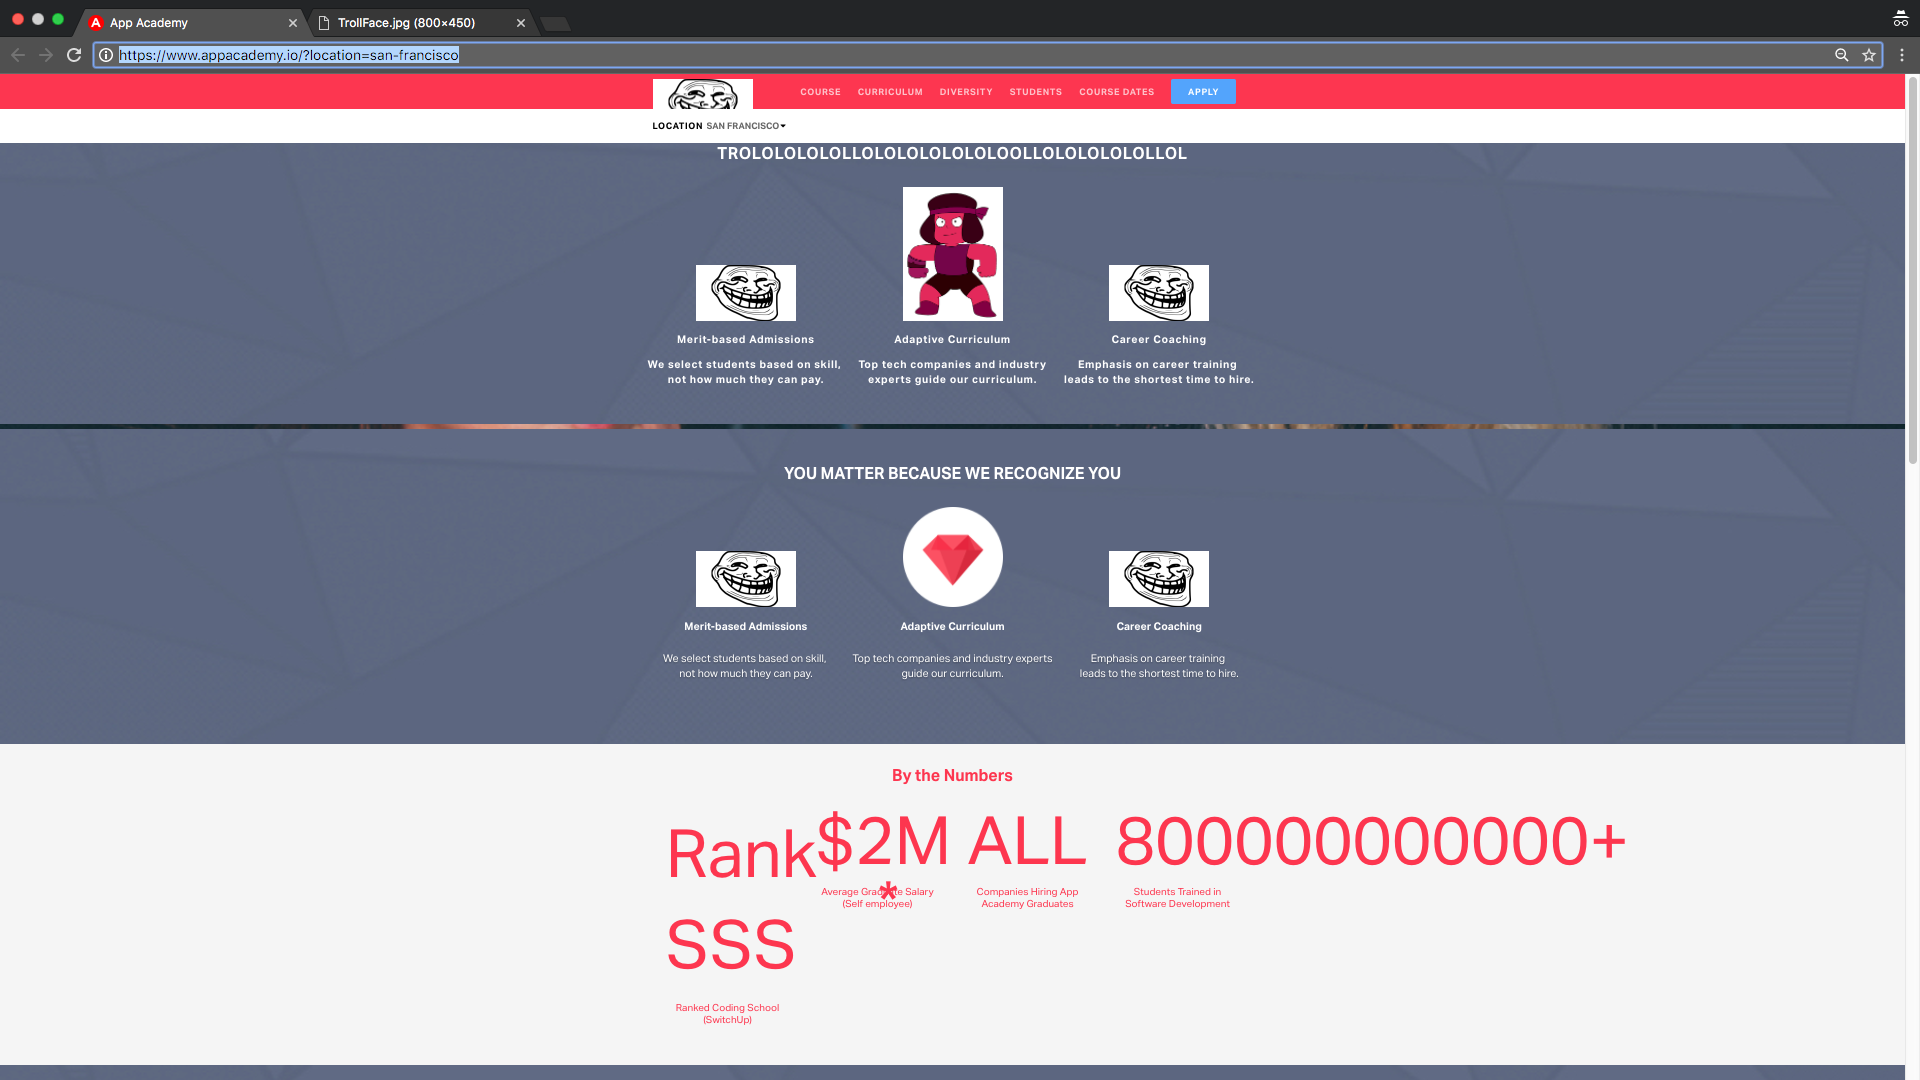 App Academy
TrollFace.jpg (800×450)
https://www.appacademy.io/?location=san-francisco
COURSE CURRICULUM DIVERSITY STUDENTS COURSE DATES APPLY
LOCATION SAN FRANCISCO
TROLOLOLOLOLLOLOLOLOLOLOLOOLLOLOLOLOLOLLOL
Merit-based Admissions
We select students based on skill,
not how much they can pay.
Adaptive Curriculum
Top tech companies and industry
experts guide our curriculum.
Career Coaching
Emphasis on career training
leads to the shortest time to hire.
YOU MATTER BECAUSE WE RECOGNIZE YOU
Merit-based Admissions
We select students based on skill,
not how much they can pay.
Adaptive Curriculum
Top tech companies and industry experts
guide our curriculum.
Career Coaching
Emphasis on career training
leads to the shortest time to hire.
By the Numbers
Rank
SSS
Ranked Coding School
(SwitchUp)
$2M
*
Average Graduate Salary
(Self employee)
ALL
Companies Hiring App
Academy Graduates
800000000000+
Students Trained in
Software Development